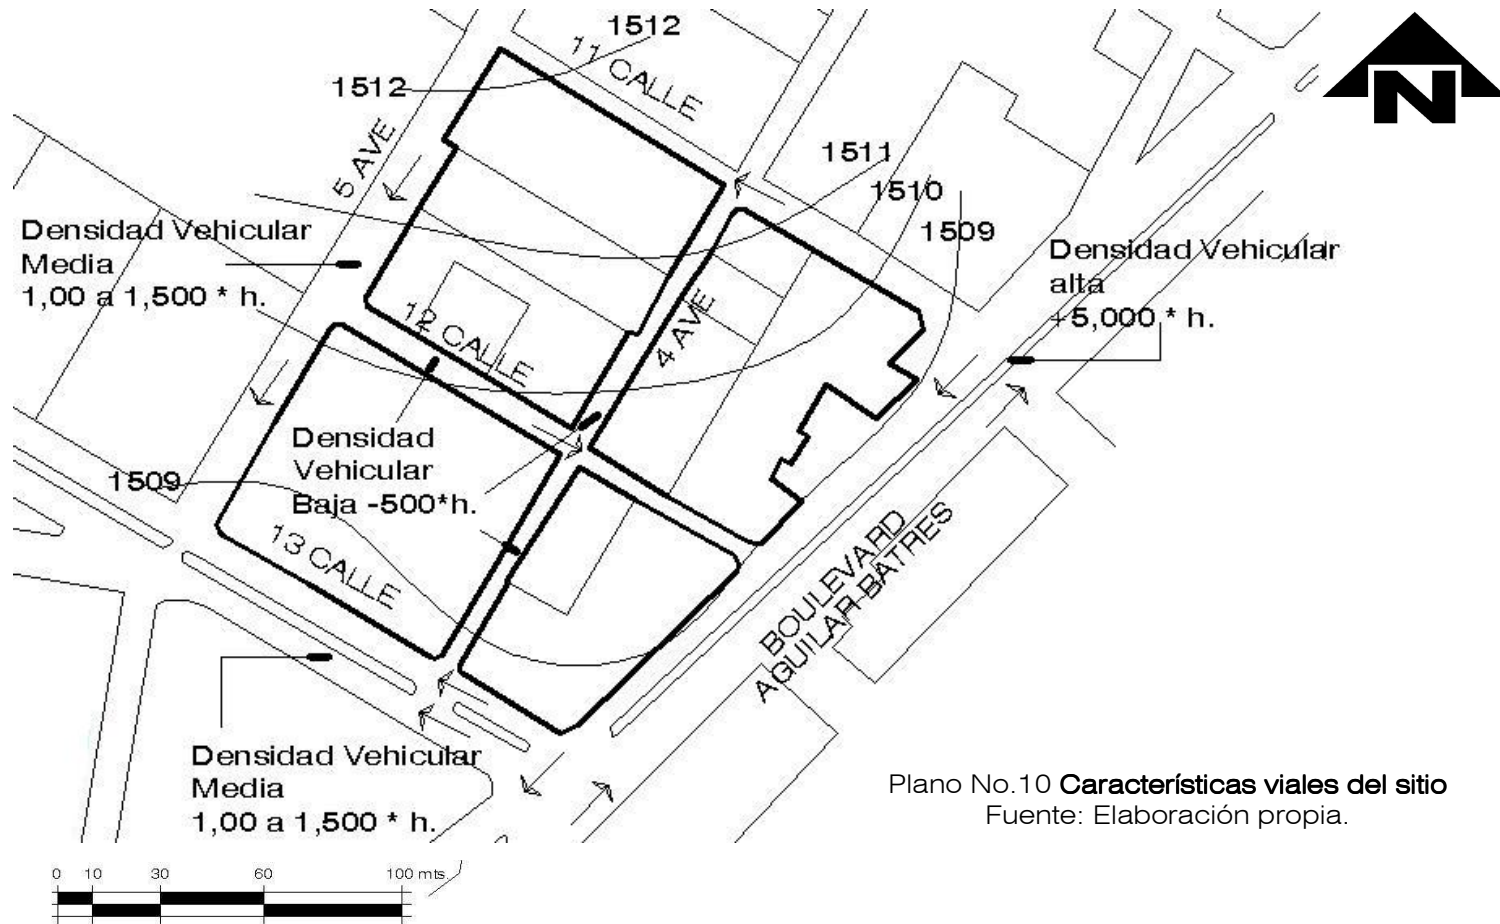 1512
11 CALLE
1512
N
5 AVE
1511
1510
1509
Densidad Vehicular
Media
1,00 a 1,500 * h.
Densidad Vehicular
alta
+5,000 * h.
12 CALLE
4 AVE
Densidad
Vehicular
Baja -500*h.
1509
13 CALLE
BOULEVARD
AGUILAR BATRES
Densidad Vehicular
Media
1,00 a 1,500 * h.
Plano No.10 Características viales del sitio
Fuente: Elaboración propia.
0 10 30 60 100 mts.